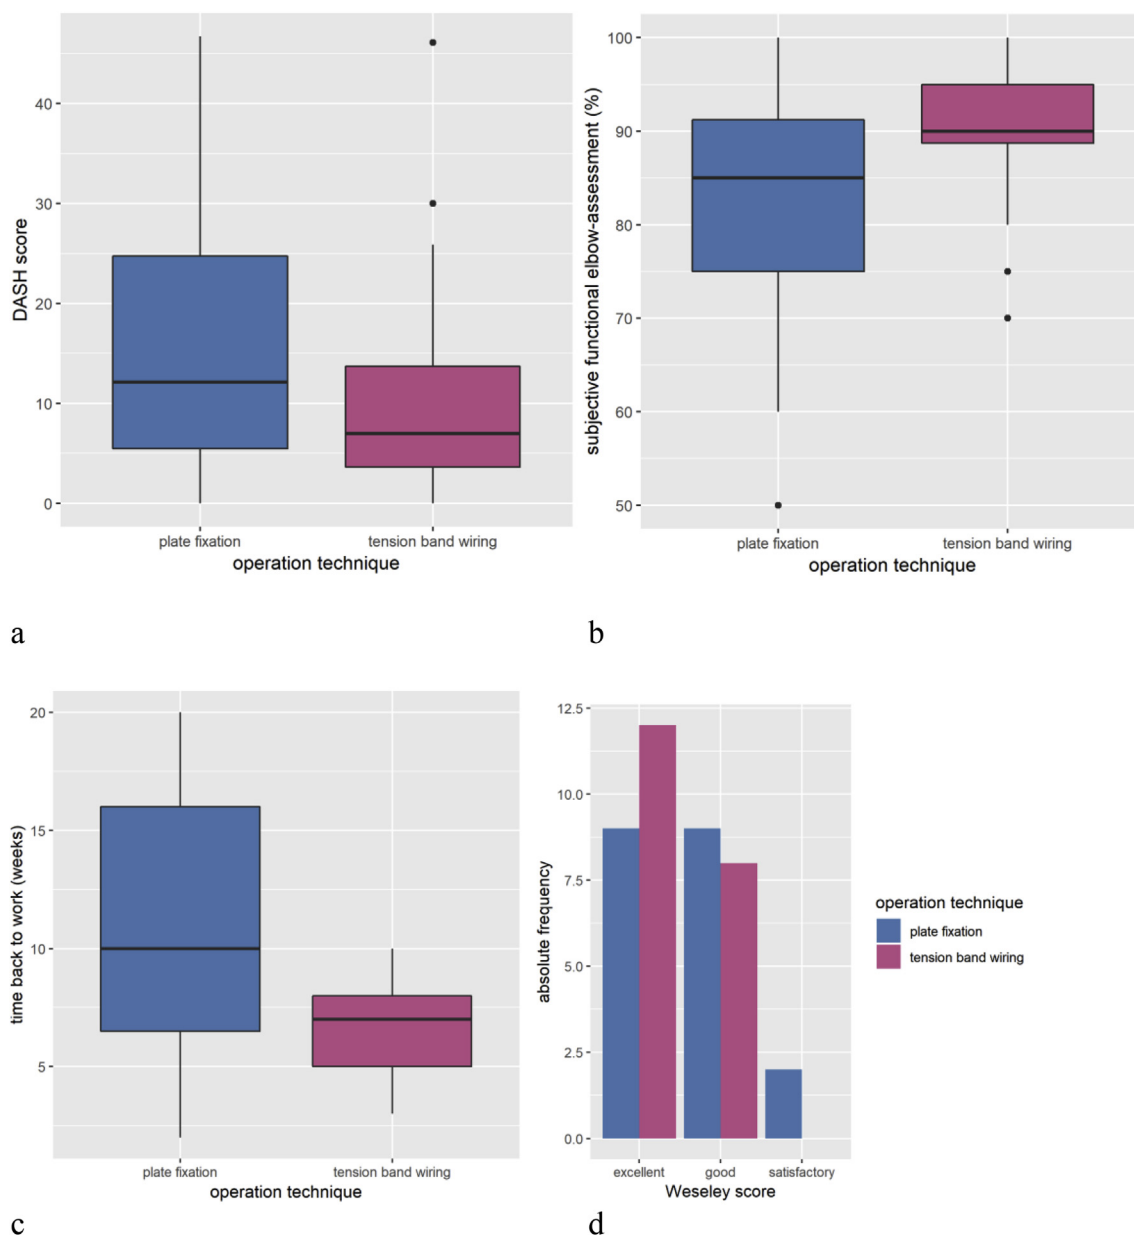 DASH score
40
30
20
10
0
plate fixation
tension band wiring
operation technique
a
subjective functional elbow-assessment (%)
100
90
80
70
60
50
plate fixation
tension band wiring
operation technique
b
time back to work (weeks)
20
15
10
5
plate fixation
tension band wiring
operation technique
c
absolute frequency
12.5
10.0
7.5
5.0
2.5
0.0
excellent
good
satisfactory
Weseley score
operation technique
plate fixation
tension band wiring
d